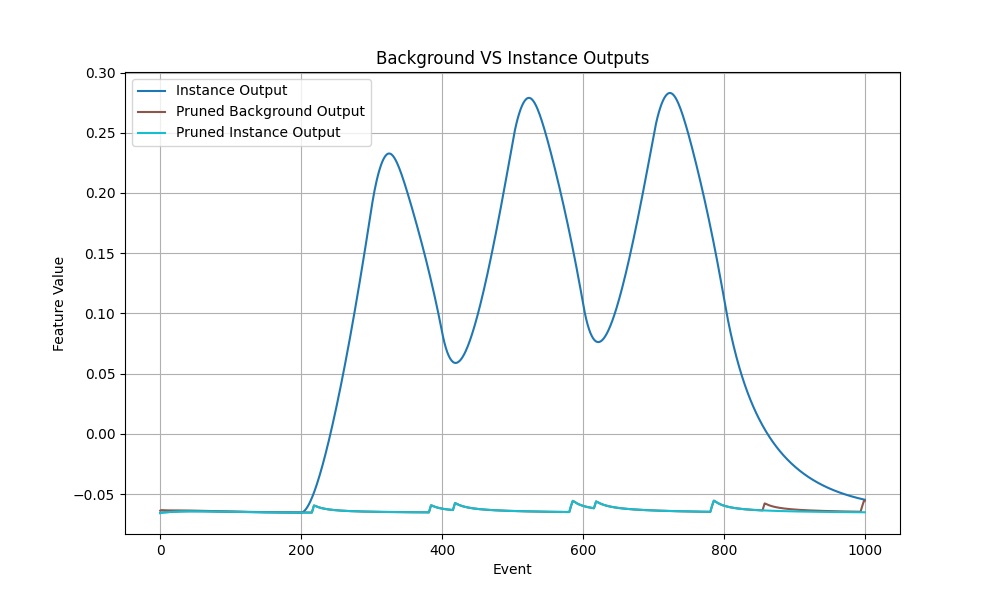 Background VS Instance Outputs
Instance Output
Pruned Background Output
Pruned Instance Output
Feature Value
0.30
0.25
0.20
0.15
0.10
0.05
0.00
−0.05
0 200 400 600 800 1000
Event